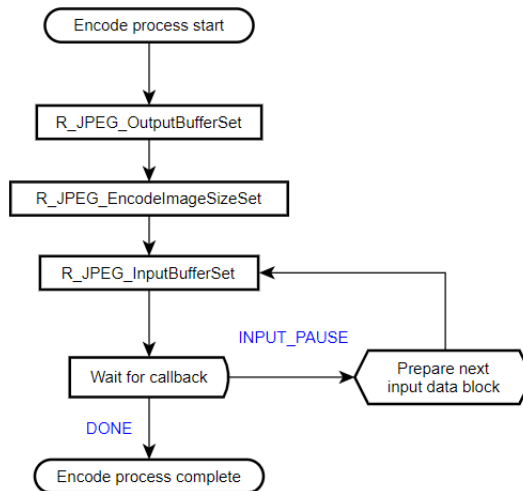 Encode process start
R_JPEG_OutputBufferSet
R_JPEG_EncodeImageSizeSet
R_JPEG_InputBufferSet
INPUT_PAUSE
Wait for callback
Prepare next
input data block
DONE
Encode process complete